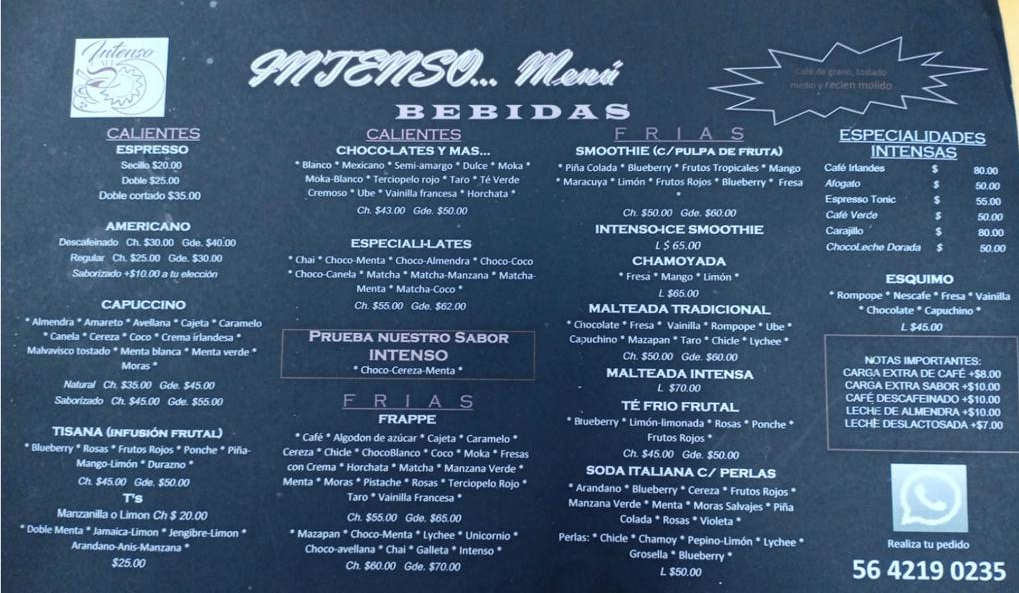 Intenso
INTENSO... Menú
Café de grano, tostado
medio y recien molido
BEBIDAS
CALIENTES
ESPRESSO
Secillo $20.00
Doble $25.00
Doble cortado $35.00
AMERICANO
Descafeinado Ch. $30.00 Gde. $40.00
Regular Ch. $25.00 Gde. $30.00
Saborizado +$10.00 a tu elección
CAPUCCINO
* Almendra * Amareto * Avellana * Cajeta * Caramelo
* Canela * Cereza * Coco * Crema irlandesa *
Malvavisco tostado * Menta blanca * Menta verde *
Moras *
Natural Ch. $35.00 Gde. $45.00
Saborizado Ch. $45.00 Gde. $55.00
TISANA (INFUSIÓN FRUTAL)
* Blueberry * Rosas * Frutos Rojos * Ponche * Piña-
Mango-Limón * Durazno *
Ch. $45.00 Gde. $50.00
T'S
Manzanilla o Limon Ch $ 20.00
* Doble Menta * Jamaica-Limon * Jengibre-Limon *
Arandano-Anis-Manzana *
$25.00
CALIENTES
CHOCO-LATES Y MAS...
* Blanco * Mexicano * Semi-amargo * Dulce * Moka *
Moka-Blanco * Terciopelo rojo * Taro * Té Verde
Cremoso * Ube * Vainilla francesa * Horchata *
Ch. $43.00 Gde. $50.00
ESPECIALI-LATES
* Chai * Choco-Menta * Choco-Almendra * Choco-Coco
* Choco-Canela * Matcha * Matcha-Manzana * Matcha-
Menta * Matcha-Coco *
Ch. $55.00 Gde. $62.00
PRUEBA NUESTRO SABOR
INTENSO
* Choco-Cereza-Menta *
FRIAS
FRAPPE
* Café * Algodon de azúcar * Cajeta * Caramelo *
Cereza * Chicle * ChocoBlanco * Coco * Moka * Fresas
con Crema * Horchata * Matcha * Manzana Verde *
Menta * Moras * Pistache * Rosas * Terciopelo Rojo *
Taro * Vainilla Francesa *
Ch. $55.00 Gde. $65.00
* Mazapan * Choco-Menta * Lychee * Unicornio *
Choco-avellana * Chai * Galleta * Intenso *
Ch. $60.00 Gde. $70.00
FRIAS
SMOOTHIE (C/PULPA DE FRUTA)
* Piña Colada * Blueberry * Frutos Tropicales * Mango
* Maracuya * Limón * Frutos Rojos * Blueberry * Fresa
*
Ch. $50.00 Gde. $60.00
INTENSO-ICE SMOOTHIE
L $ 65.00
CHAMOYADA
* Fresa * Mango * Limón *
L $65.00
MALTEADA TRADICIONAL
* Chocolate * Fresa * Vainilla * Rompope * Ube *
Capuchino * Mazapan * Taro * Chicle * Lychee *
Ch. $50.00 Gde. $60.00
MALTEADA INTENSA
L $70.00
TÉ FRIO FRUTAL
* Blueberry * Limón-limonada * Rosas * Ponche *
Frutos Rojos *
Ch. $45.00 Gde. $50.00
SODA ITALIANA C/ PERLAS
* Arandano * Blueberry * Cereza * Frutos Rojos *
Manzana Verde * Menta * Moras Salvajes * Piña
Colada * Rosas * Violeta *
Perlas: * Chicle * Chamoy * Pepino-Limón * Lychee *
Grosella * Blueberry *
L $50.00
ESPECIALIDADES
INTENSAS
Café Irlandes $ 80.00
Afogato $ 50.00
Espresso Tonic $ 55.00
Café Verde $ 50.00
Carajillo $ 80.00
ChocoLeche Dorada $ 50.00
ESQUIMO
* Rompope * Nescafe * Fresa * Vainilla
* Chocolate * Capuchino *
L $45.00
NOTAS IMPORTANTES:
CARGA EXTRA DE CAFÉ +$8.00
CARGA EXTRA SABOR +$10.00
CAFÉ DESCAFEINADO +$10.00
LECHE DE ALMENDRA +$10.00
LECHE DESLACTOSADA +$7.00
Realiza tu pedido
56 4219 0235